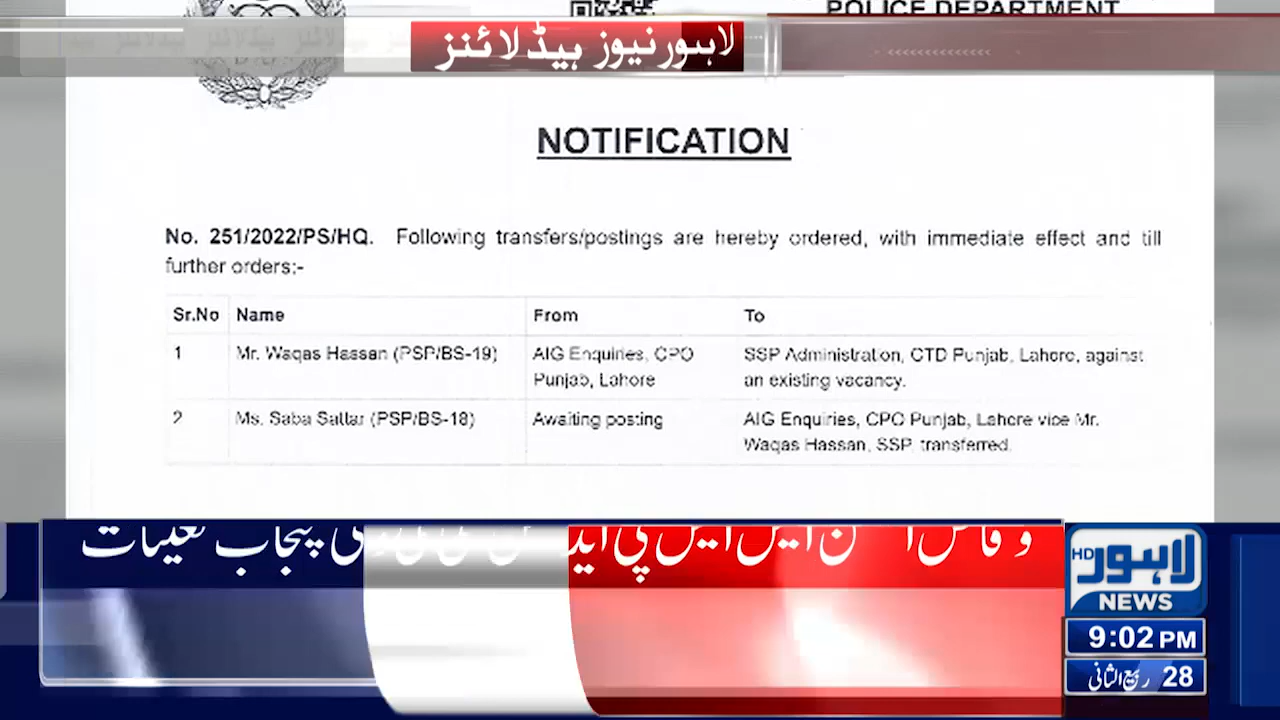 POLICE DEPARTMENT
لاہور نیوز ہیڈ لائنز
NOTIFICATION
No. 251/2022/PS/HQ. Following transfers/postings are hereby ordered, with immediate effect and till
further orders:-
Sr.No Name From To
1 Mr. Waqas Hassan (PSP/BS-19) AIG Enquiries, CPO Punjab, Lahore SSP Administration, CTD Punjab, Lahore, against an existing vacancy.
2 Ms. Saba Sattar (PSP/BS-18) Awaiting posting AIG Enquiries, CPO Punjab, Lahore vice Mr. Waqas Hassan, SSP, transferred.
ایس ایس پی پنجاب تعینات
HD لاہور
NEWS
9:02 PM
28 ربیع الثانی